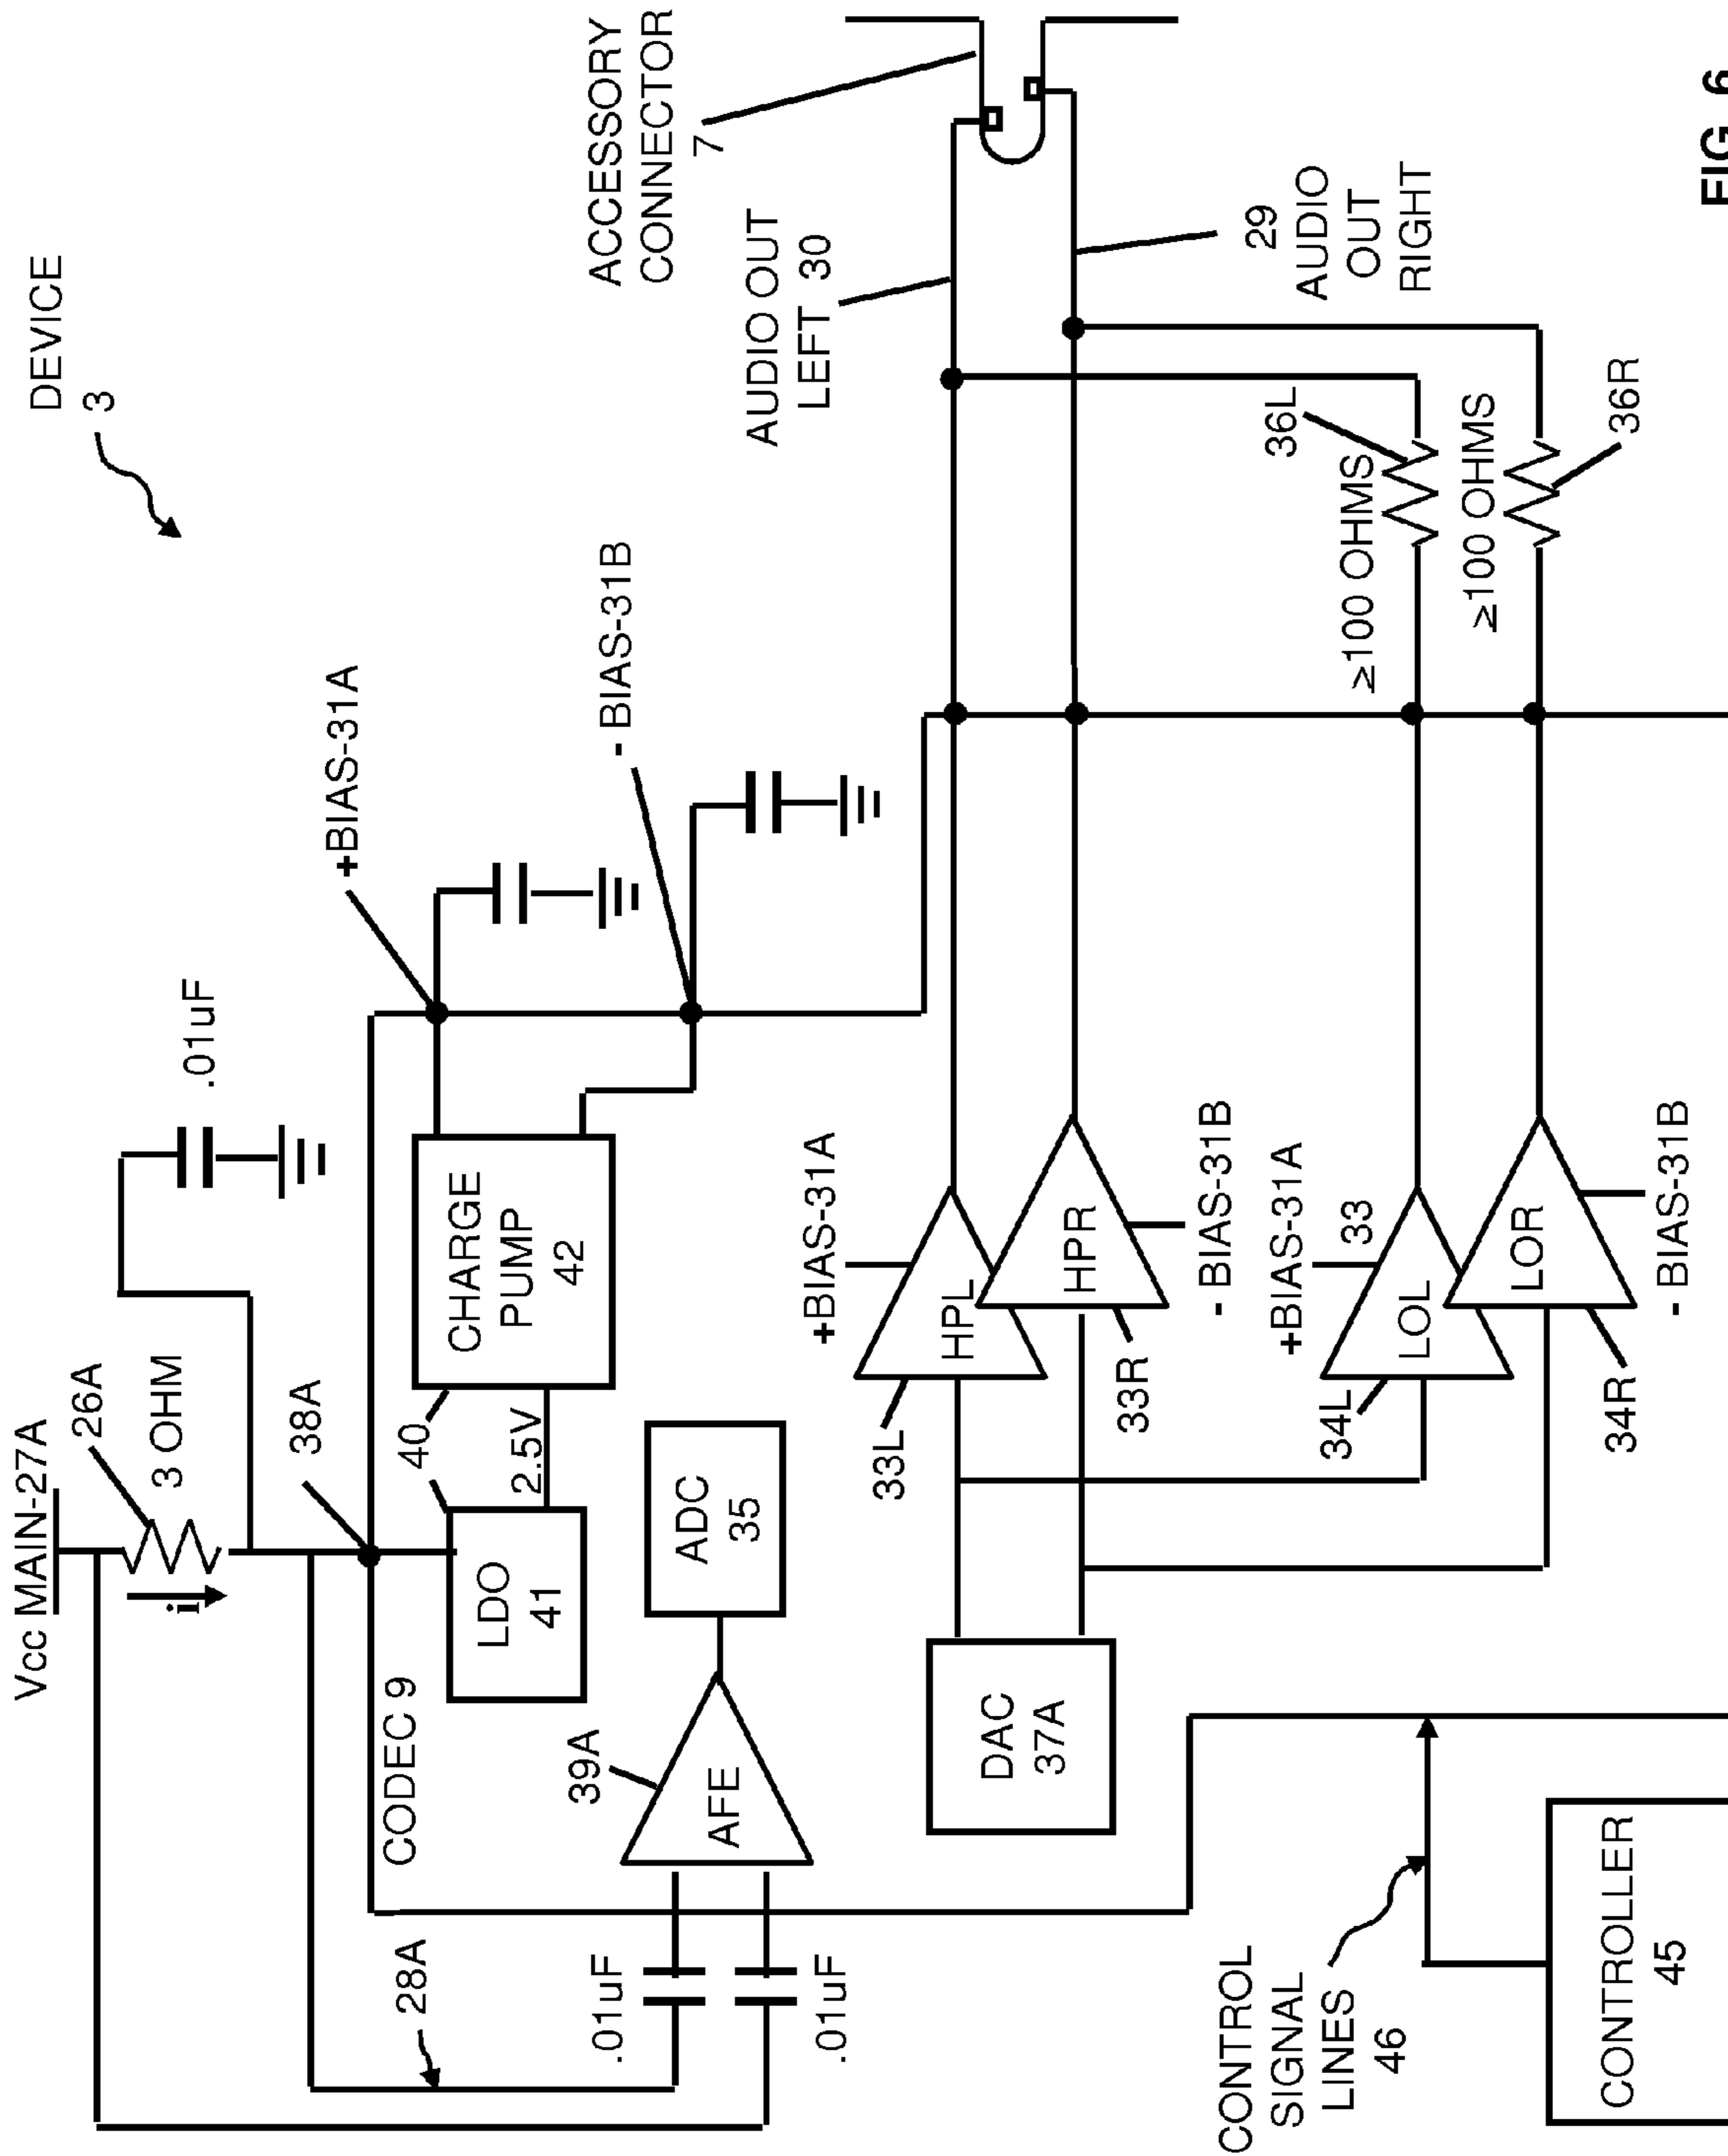 DEVICE
3
Vcc MAIN-27A
26A
3 OHM
i
.01uF
38A
+BIAS-31A
- BIAS-31B
ACCESSORY
CONNECTOR
7
CODEC 9
40
LDO
41
2.5V
CHARGE
PUMP
42
28A
.01uF
.01uF
39A
AFE
ADC
35
AUDIO OUT
LEFT 30
29
AUDIO
OUT
RIGHT
DAC
37A
33L
HPL
+BIAS-31A
HPR
33R
- BIAS-31B
+BIAS-31A
33
34L
LOL
LOR
34R
- BIAS-31B
36L
≥100 OHMS
≥100 OHMS
36R
CONTROL
SIGNAL
LINES
46
CONTROLLER
45
FIG. 6